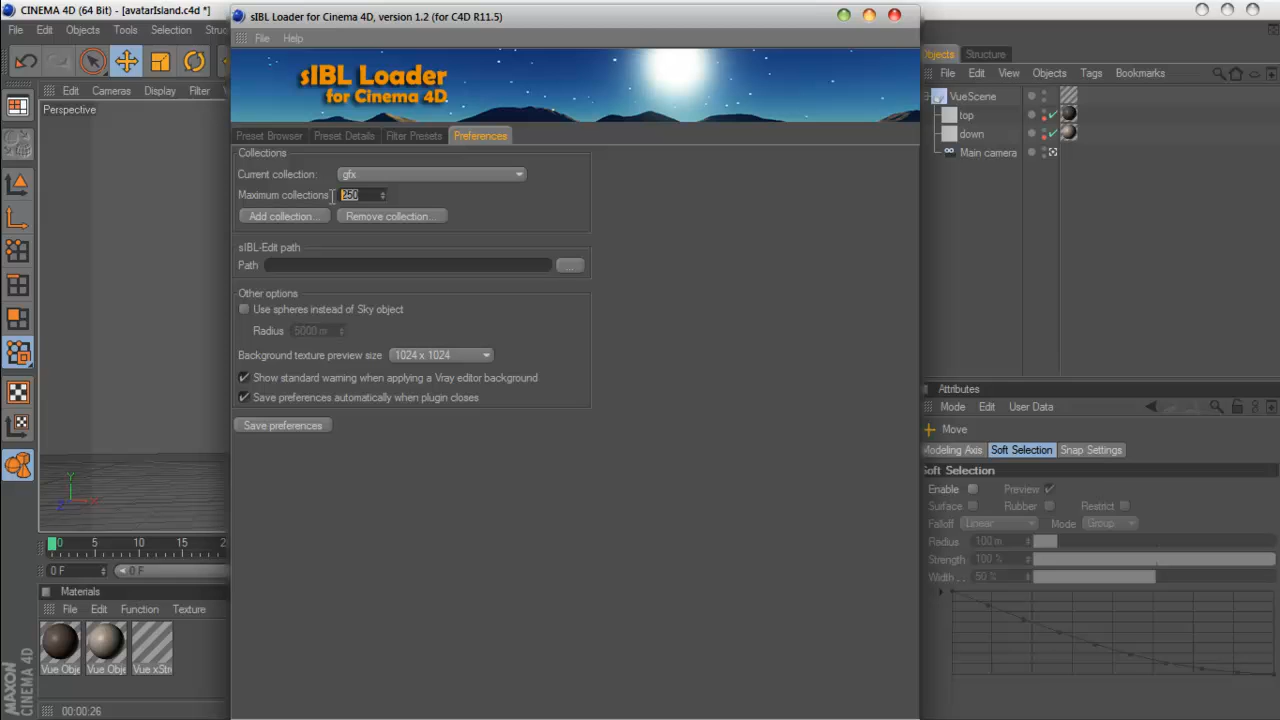 CINEMA 4D (64 Bit) - [avatarIsland.c4d *]
sIBL Loader for Cinema 4D, version 1.2 (for C4D R11.5)
File Edit Objects Tools Selection
File Help
sIBL Loader
for Cinema 4D
Objects Structure
File Edit View Objects Tags Bookmarks
Edit Cameras Display Filter
Perspective
VueScene
top
down
Main camera
Preset Browser Preset Details Filter Presets Preferences
Collections
Current collection: gfx
Maximum collections 250
Add collection... Remove collection...
sIBL-Edit path
Path ...
Other options
Use spheres instead of Sky object
Radius 5000 m
Background texture preview size 1024 x 1024
Show standard warning when applying a Vray editor background
Save preferences automatically when plugin closes
Save preferences
Attributes
Mode Edit User Data
Move
Modeling Axis Soft Selection Snap Settings
Soft Selection
Enable Preview
Surface Rubber Restrict
Falloff Linear Mode Group
Radius 100 m
Strength 100 %
Width . . 50 %
Y
X
Z
0 5 10 15 2
0 F 0 F
Materials
File Edit Function Texture
Vue Obje Vue Obje Vue xStr
00:00:26
MAXON
CINEMA 4D